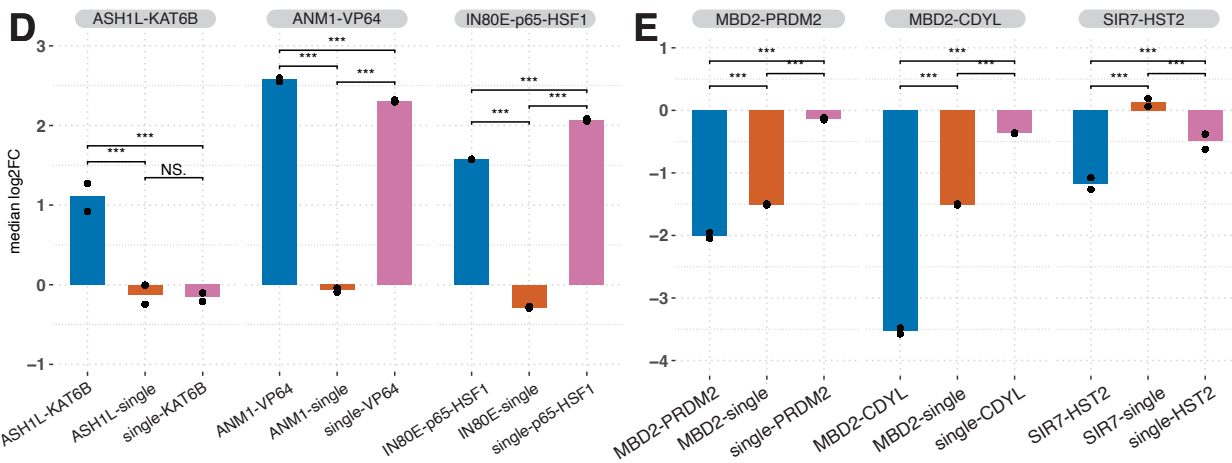 D
ASH1L-KAT6B
ANM1-VP64
IN80E-p65-HSF1
median log2FC
3
2
1
0
−1
***
***
NS.
***
***
***
***
***
***
ASH1L-KAT6B
ASH1L-single
single-KAT6B
ANM1-VP64
ANM1-single
single-VP64
IN80E-p65-HSF1
IN80E-single
single-p65-HSF1
E
MBD2-PRDM2
MBD2-CDYL
SIR7-HST2
1
0
−1
−2
−3
−4
***
***
***
***
***
***
***
***
***
MBD2-PRDM2
MBD2-single
single-PRDM2
MBD2-CDYL
MBD2-single
single-CDYL
SIR7-HST2
SIR7-single
single-HST2